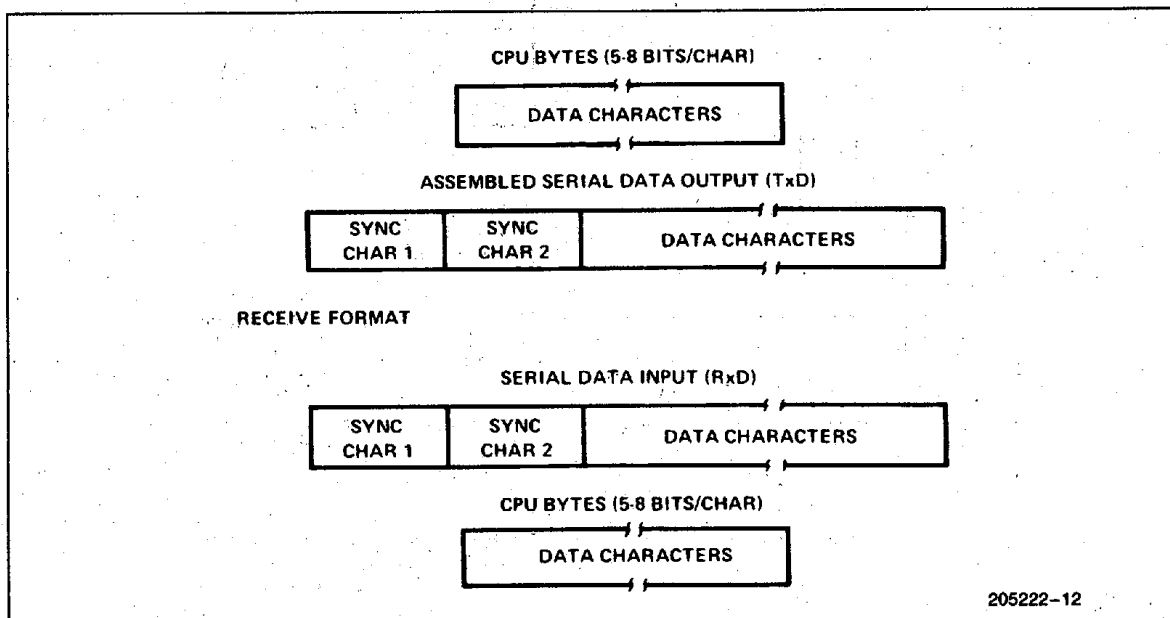 CPU BYTES (5-8 BITS/CHAR)
DATA CHARACTERS
ASSEMBLED SERIAL DATA OUTPUT (TxD)
SYNC CHAR 1
SYNC CHAR 2
DATA CHARACTERS
RECEIVE FORMAT
SERIAL DATA INPUT (RxD)
SYNC CHAR 1
SYNC CHAR 2
DATA CHARACTERS
CPU BYTES (5-8 BITS/CHAR)
DATA CHARACTERS
205222-12